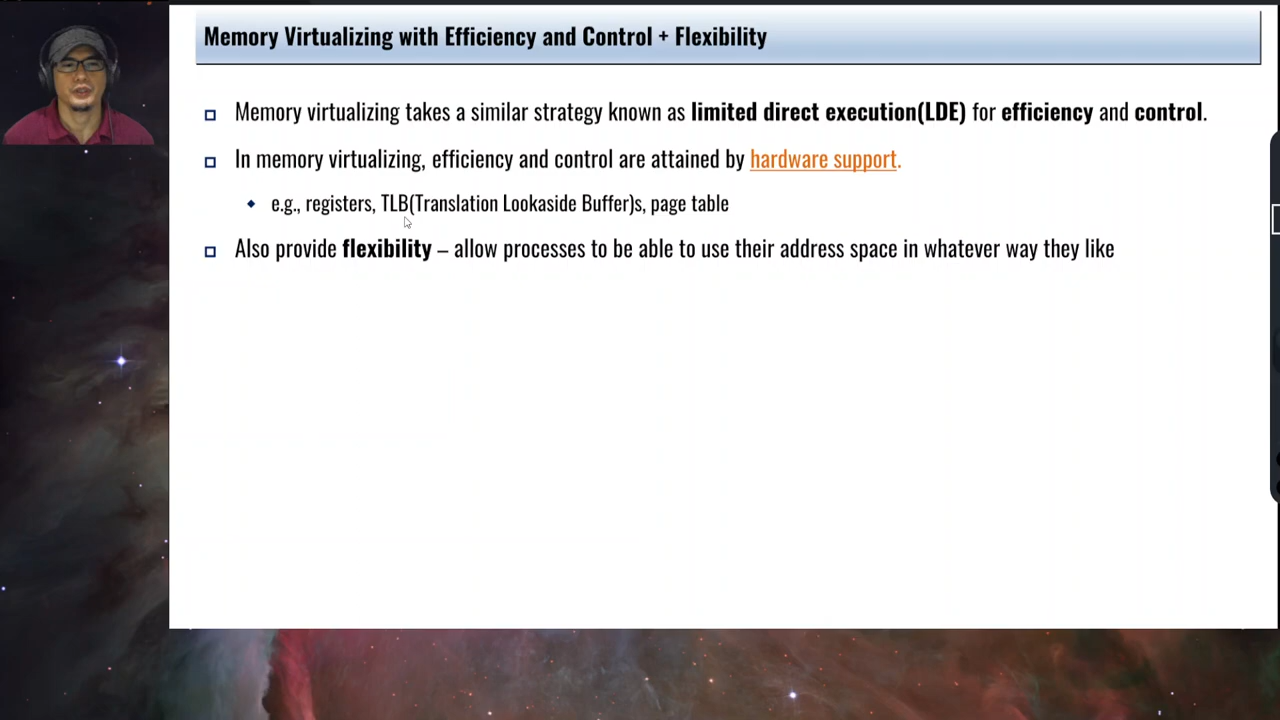 Memory Virtualizing with Efficiency and Control + Flexibility
Memory virtualizing takes a similar strategy known as limited direct execution(LDE) for efficiency and control.
In memory virtualizing, efficiency and control are attained by hardware support.
e.g., registers, TLB(Translation Lookaside Buffer)s, page table
Also provide flexibility – allow processes to be able to use their address space in whatever way they like